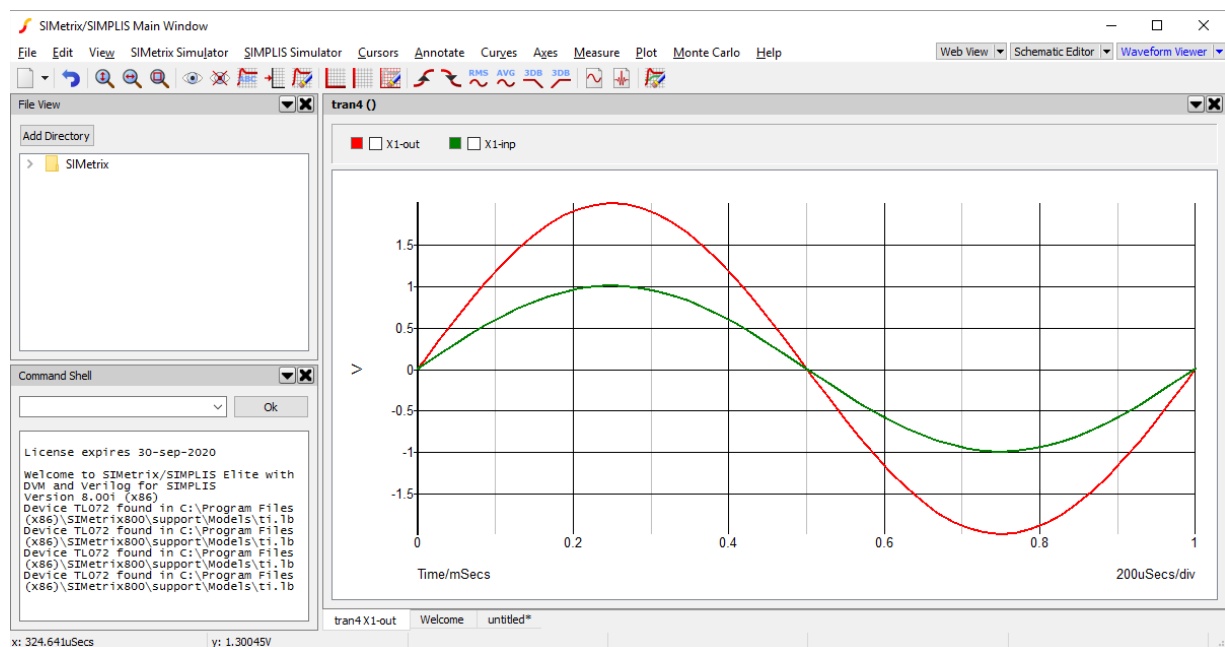 SIMetrix/SIMPLIS Main Window
File Edit View SIMetrix Simulator SIMPLIS Simulator Cursors Annotate Curves Axes Measure Plot Monte Carlo Help
Web View Schematic Editor Waveform Viewer
ABC RMS AVG 3DB 3DB
File View
tran4 ()
Add Directory
SIMetrix
X1-out X1-inp
1.5
1
0.5
0
-0.5
-1
-1.5
0 0.2 0.4 0.6 0.8 1
Time/mSecs 200uSecs/div
Command Shell
Ok
License expires 30-sep-2020
Welcome to SIMetrix/SIMPLIS Elite with
DVM and Verilog for SIMPLIS
Version 8.00i (x86)
Device TL072 found in C:\Program Files
(x86)\SIMetrix800\support\Models\ti.lb
Device TL072 found in C:\Program Files
(x86)\SIMetrix800\support\Models\ti.lb
Device TL072 found in C:\Program Files
(x86)\SIMetrix800\support\Models\ti.lb
Device TL072 found in C:\Program Files
(x86)\SIMetrix800\support\Models\ti.lb
tran4 X1-out Welcome untitled*
x: 324.641uSecs y: 1.30045V